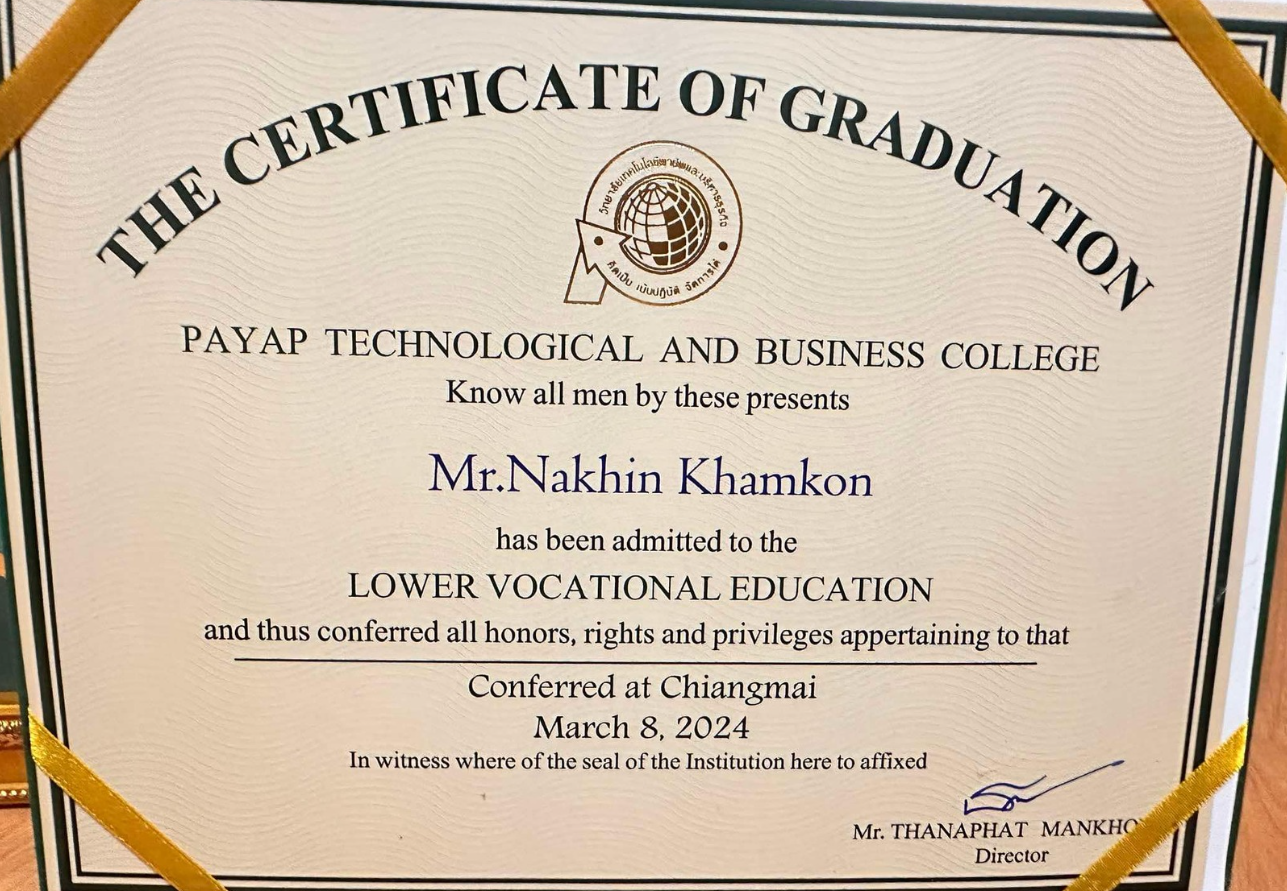 THE CERTIFICATE OF GRADUATION
วิทยาลัยเทคโนโลยีพายัพและบริหารธุรกิจ
คิดเป็น เน้นปฏิบัติ จัดการได้
PAYAP TECHNOLOGICAL AND BUSINESS COLLEGE
Know all men by these presents
Mr.Nakhin Khamkon
has been admitted to the
LOWER VOCATIONAL EDUCATION
and thus conferred all honors, rights and privileges appertaining to that
Conferred at Chiangmai
March 8, 2024
In witness where of the seal of the Institution here to affixed
Mr. THANAPHAT
Director